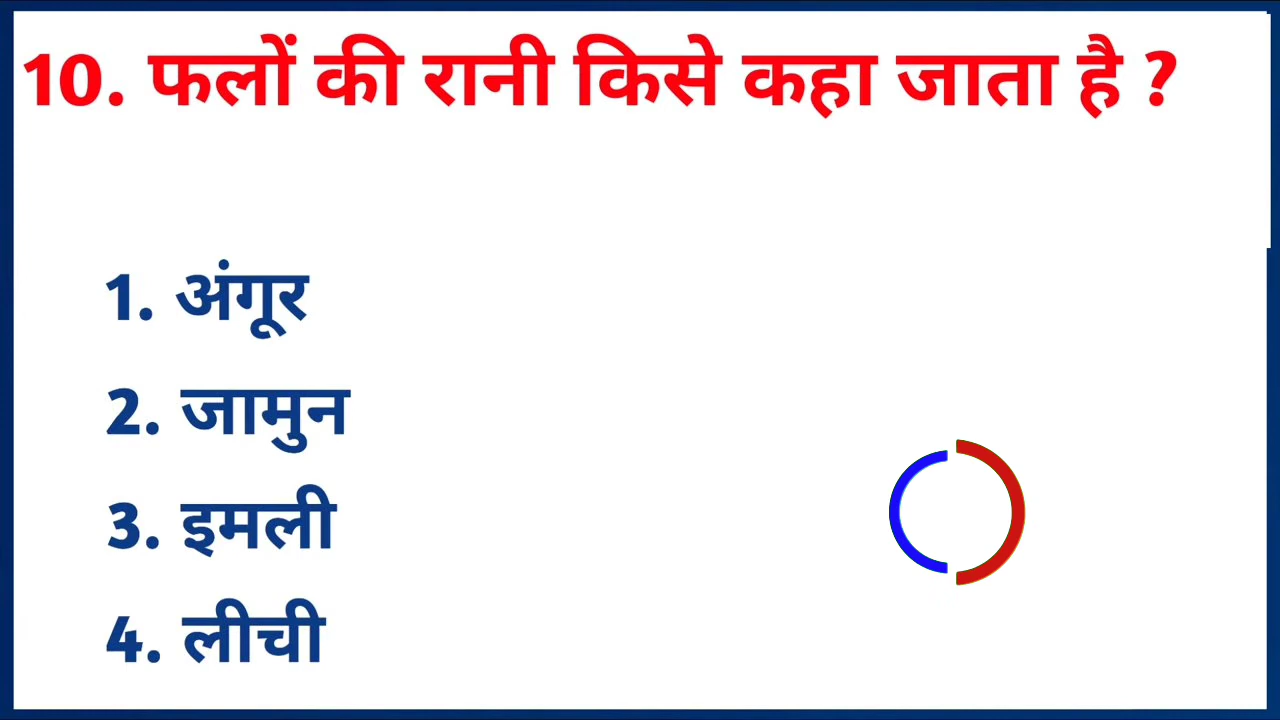 10. फलों की रानी किसे कहा जाता है ?
1. अंगूर
2. जामुन
3. इमली
4. लीची